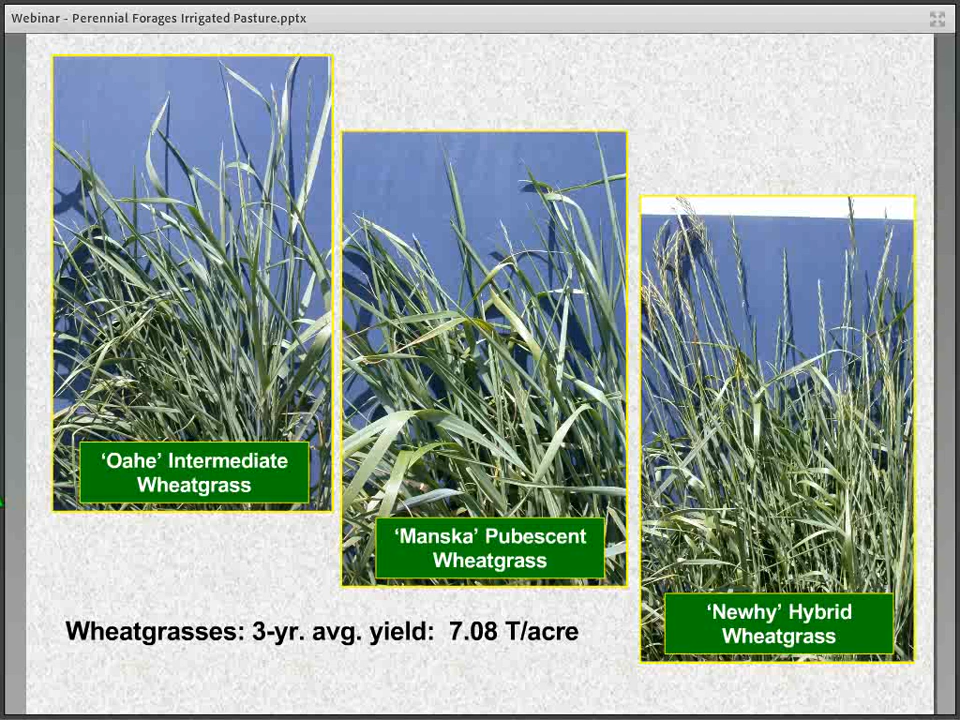 Webinar - Perennial Forages Irrigated Pasture.pptx
‘Oahe’ Intermediate
Wheatgrass
‘Manska’ Pubescent
Wheatgrass
‘Newhy’ Hybrid
Wheatgrass
Wheatgrasses: 3-yr. avg. yield:  7.08 T/acre